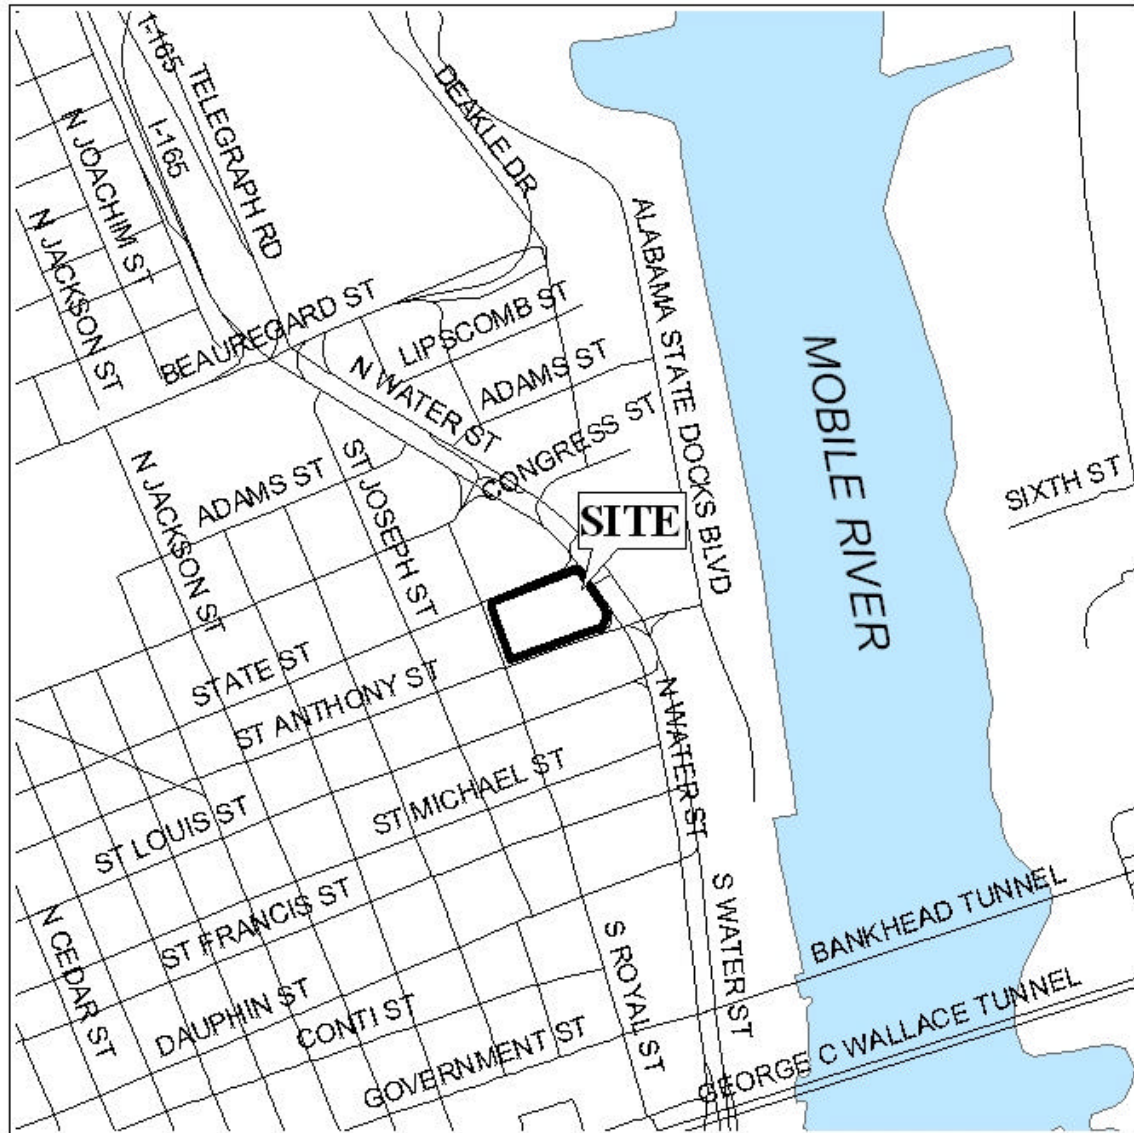 I-165
TELEGRAPH RD
I-165
DEAKLE DR
N JOACHIM ST
N JACKSON ST
ALABAMA STATE DOCKS BLVD
BEAUREGARD ST
LIPSCOMB ST
N WATER ST
ADAMS ST
CONGRESS ST
MOBILE RIVER
ADAMS ST
ST JOSEPH ST
N JACKSON ST
SIXTH ST
SITE
STATE ST
ST ANTHONY ST
N WATER ST
ST MICHAEL ST
ST LOUIS ST
ST FRANCIS ST
N CEDAR ST
S WATER ST
BANKHEAD TUNNEL
S ROYAL ST
DAUPHIN ST
CONTI ST
GOVERNMENT ST
GEORGE C WALLACE TUNNEL